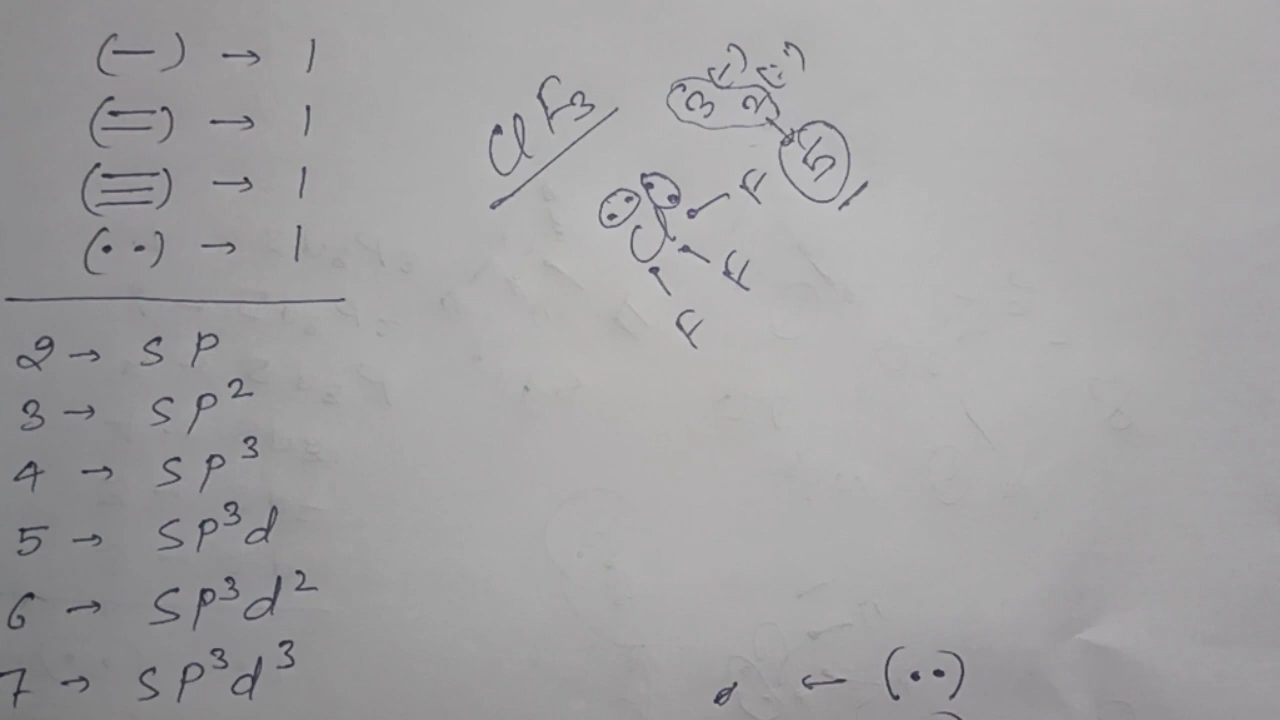 (—) → 1
(=) → 1
(≡) → 1
(••) → 1
2 → sp
3 → sp²
4 → sp³
5 → sp³d
6 → sp³d²
7 → sp³d³
ClF₃
3(-) 2(··)
5
Cl
F
F
F
← (••)